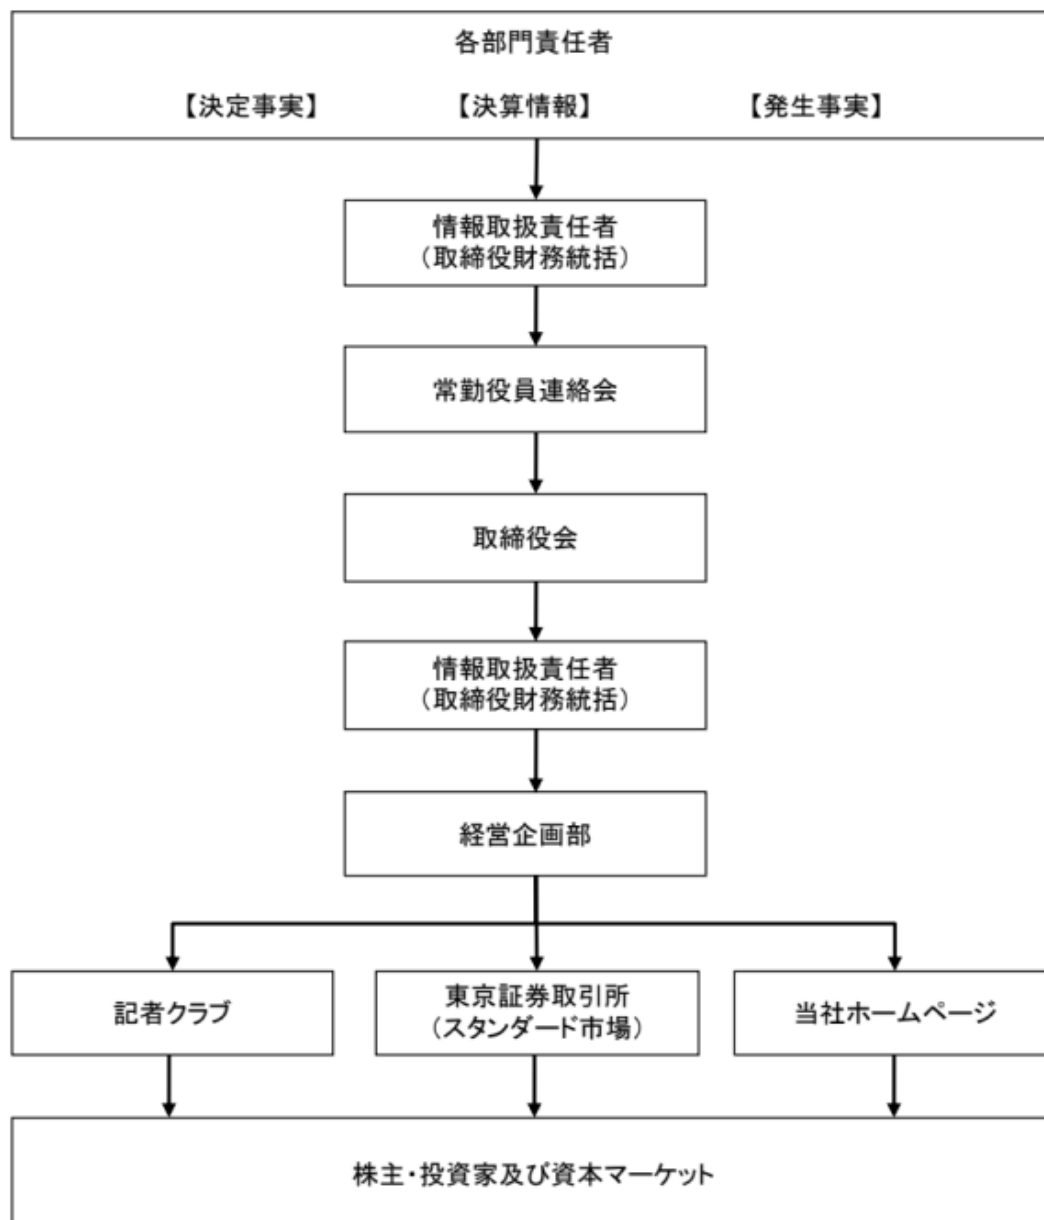 各部門責任者
【決定事実】 【決算情報】 【発生事実】
情報取扱責任者
（取締役財務統括）
常勤役員連絡会
取締役会
情報取扱責任者
（取締役財務統括）
経営企画部
記者クラブ
東京証券取引所
（スタンダード市場）
当社ホームページ
株主・投資家及び資本マーケット